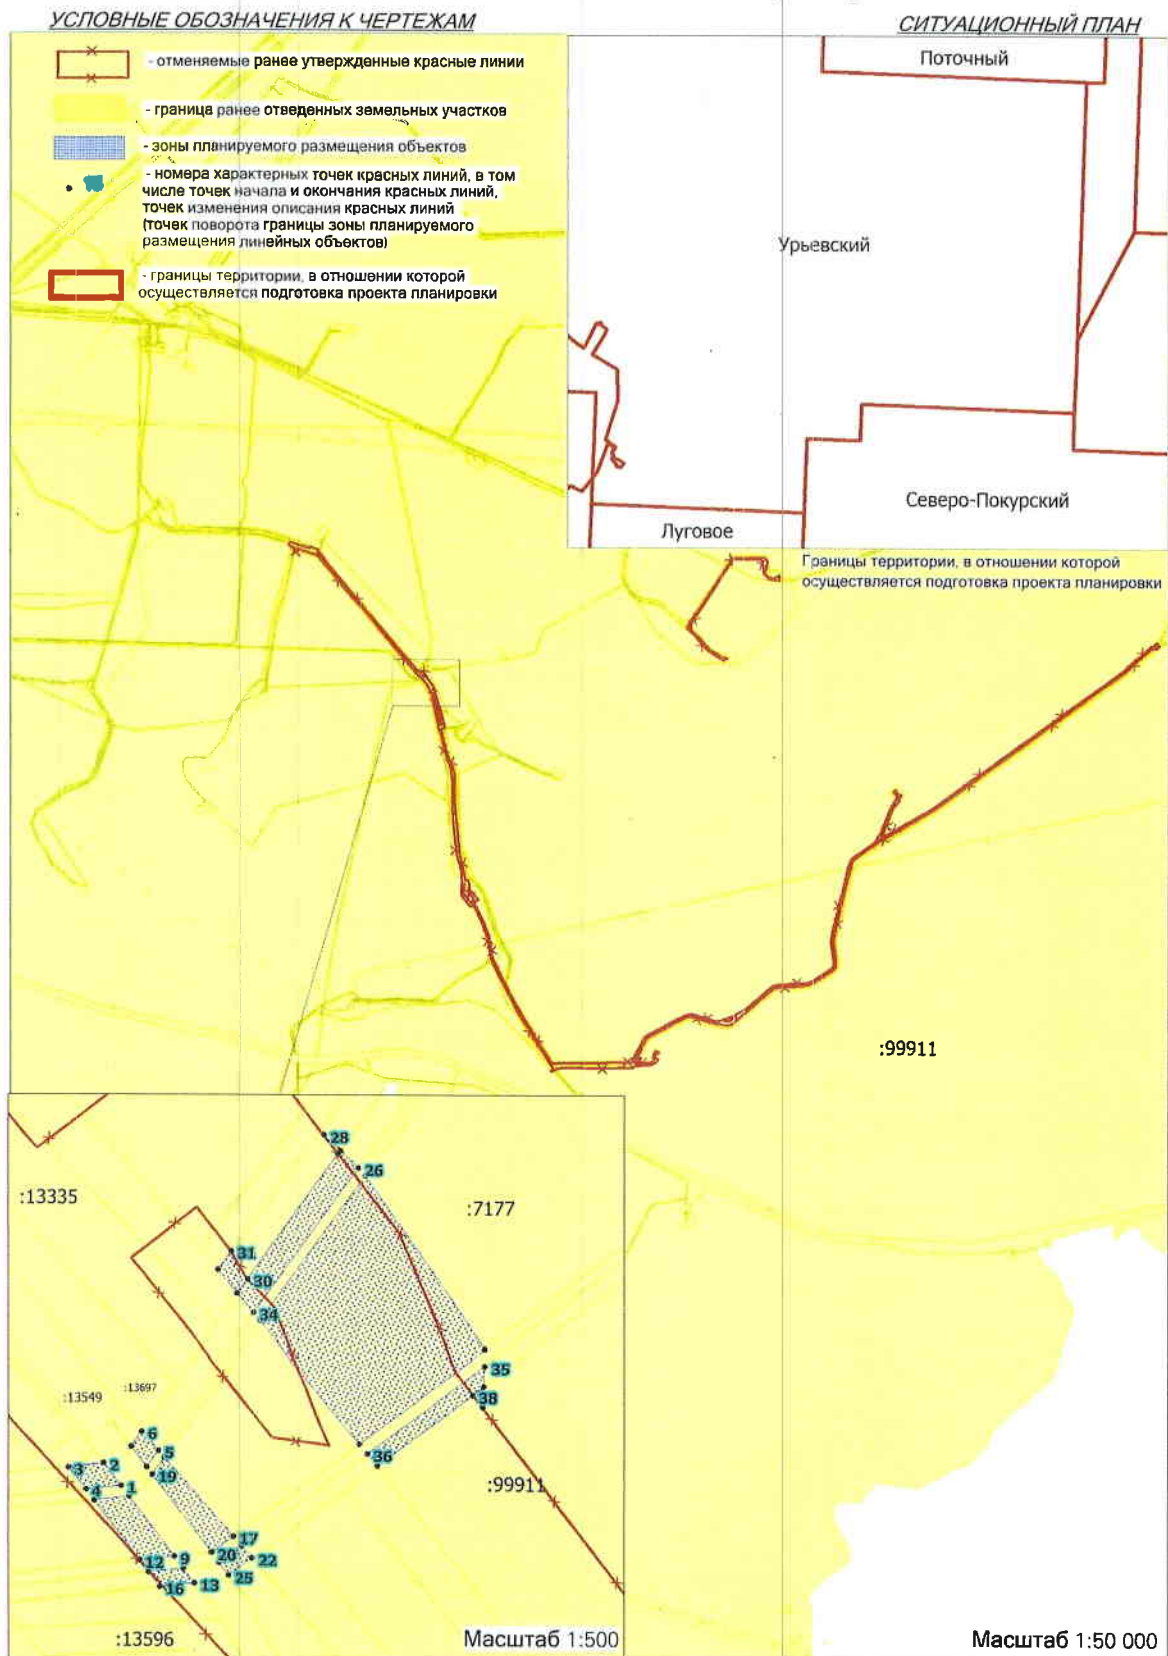 УСЛОВНЫЕ ОБОЗНАЧЕНИЯ К ЧЕРТЕЖАМ
СИТУАЦИОННЫЙ ПЛАН
- отменяемые ранее утвержденные красные линии
- граница ранее отведенных земельных участков
- зоны планируемого размещения объектов
- номера характерных точек красных линий, в том
числе точек начала и окончания красных линий,
точек изменения описания красных линий
(точек поворота границы зоны планируемого
размещения линейных объектов)
- границы территории, в отношении которой
осуществляется подготовка проекта планировки
Поточный
Урьевский
Северо-Покурский
Луговое
Границы территории, в отношении которой
осуществляется подготовка проекта планировки
:99911
:13335
28
26
:7177
31
30
34
35
38
36
:13549
:13697
6
5
3
2
19
4
1
:99911
17
20
22
9
12
25
13
16
:13596
Масштаб 1:500
Масштаб 1:50 000